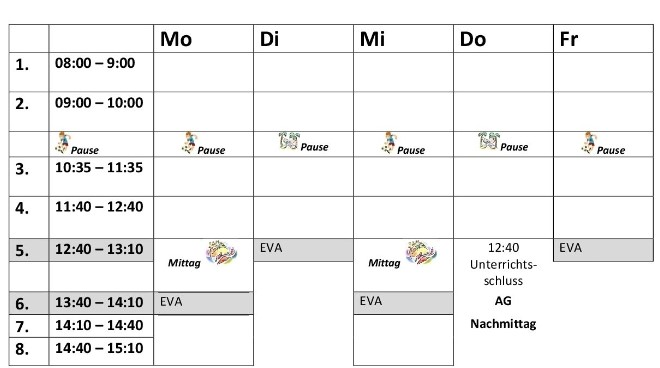 Mo Di Mi Do Fr
1. 08:00 – 9:00
2. 09:00 – 10:00
Pause Pause Pause Pause Pause Pause
3. 10:35 – 11:35
4. 11:40 – 12:40
5. 12:40 – 13:10 Mittag EVA Mittag 12:40 EVA
Unterrichts-
schluss
6. 13:40 – 14:10 EVA EVA AG
7. 14:10 – 14:40 Nachmittag
8. 14:40 – 15:10